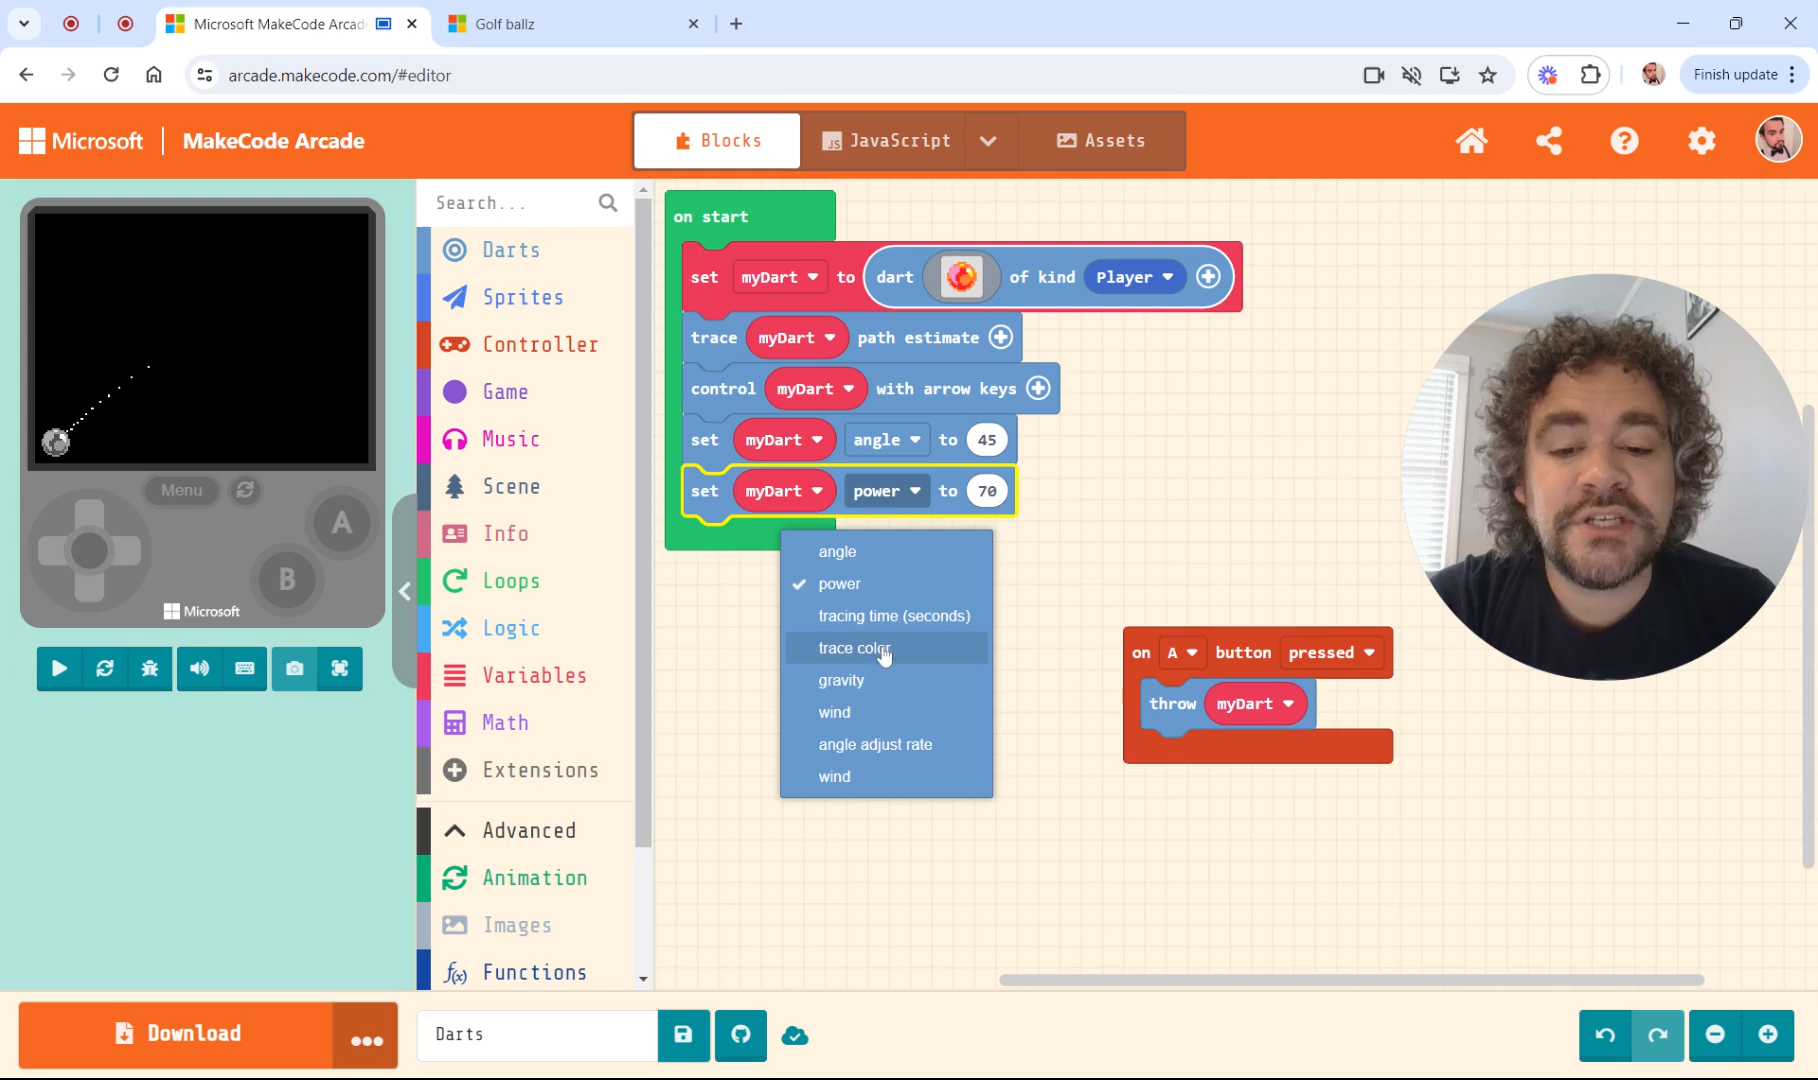 Microsoft MakeCode Arcad
Golf ballz
arcade.makecode.com/#editor
Finish update
Microsoft
MakeCode Arcade
Blocks
JS JavaScript
Assets
Search...
Darts
Sprites
Controller
Game
Music
Scene
Info
Loops
Logic
Variables
Math
Extensions
Advanced
Animation
Images
f(x) Functions
Menu
A
B
Microsoft
on start
set myDart to dart of kind Player
trace myDart path estimate
control myDart with arrow keys
set myDart angle to 45
set myDart power to 70
angle
power
tracing time (seconds)
trace color
gravity
wind
angle adjust rate
wind
on A button pressed
throw myDart
Download
Darts